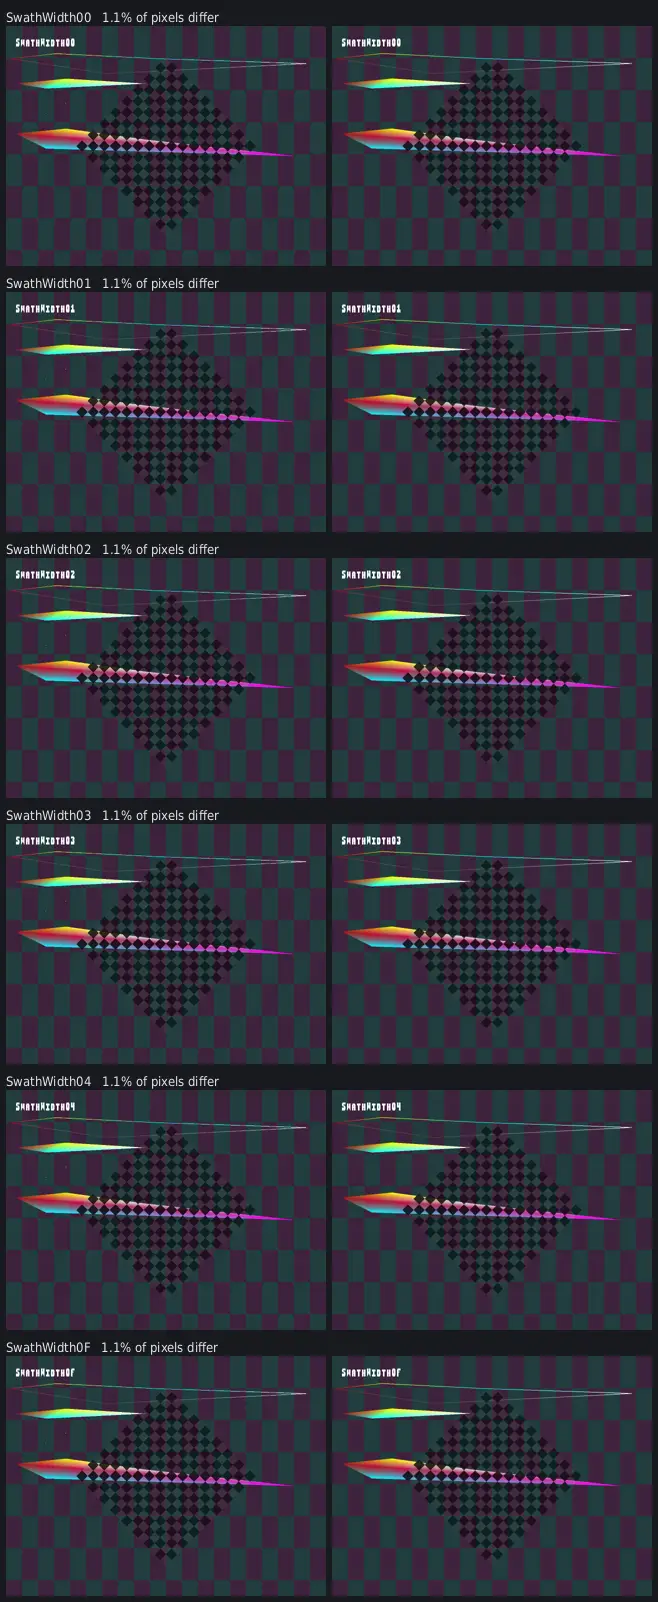 SwathWidth00 1.1% of pixels differ
SwathWidth00 SwathWidth00
SwathWidth01 1.1% of pixels differ
SwathWidth01 SwathWidth01
SwathWidth02 1.1% of pixels differ
SwathWidth02 SwathWidth02
SwathWidth03 1.1% of pixels differ
SwathWidth03 SwathWidth03
SwathWidth04 1.1% of pixels differ
SwathWidth04 SwathWidth04
SwathWidth0F 1.1% of pixels differ
SwathWidth0F SwathWidth0F